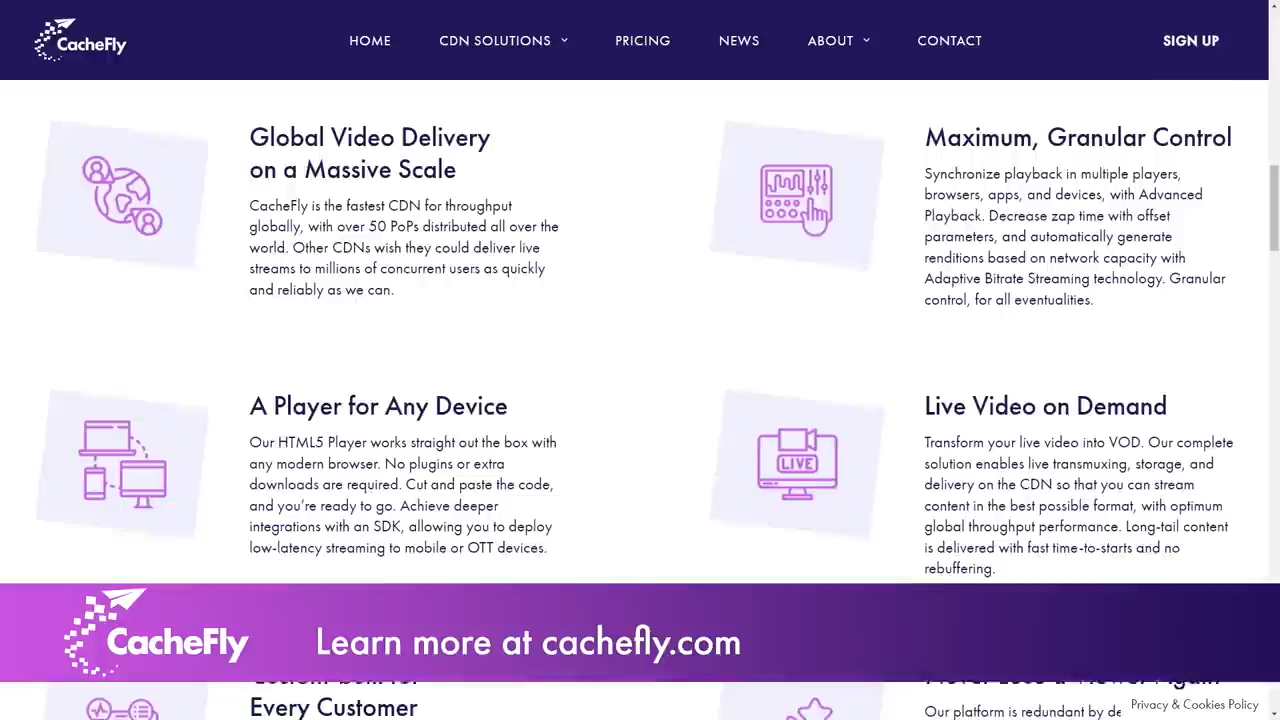 CacheFly
HOME
CDN SOLUTIONS
PRICING
NEWS
ABOUT
CONTACT
SIGN UP
Global Video Delivery
on a Massive Scale
CacheFly is the fastest CDN for throughput
globally, with over 50 PoPs distributed all over the
world. Other CDNs wish they could deliver live
streams to millions of concurrent users as quickly
and reliably as we can.
Maximum, Granular Control
Synchronize playback in multiple players,
browsers, apps, and devices, with Advanced
Playback. Decrease zap time with offset
parameters, and automatically generate
renditions based on network capacity with
Adaptive Bitrate Streaming technology. Granular
control, for all eventualities.
A Player for Any Device
Our HTML5 Player works straight out the box with
any modern browser. No plugins or extra
downloads are required. Cut and paste the code,
and you're ready to go. Achieve deeper
integrations with an SDK, allowing you to deploy
low-latency streaming to mobile or OTT devices.
Live Video on Demand
LIVE
Transform your live video into VOD. Our complete
solution enables live transmuxing, storage, and
delivery on the CDN so that you can stream
content in the best possible format, with optimum
global throughput performance. Long-tail content
is delivered with fast time-to-starts and no
rebuffering.
CacheFly
Learn more at cachefly.com
Every Customer
Our platform is redundant by de
Privacy & Cookies Policy